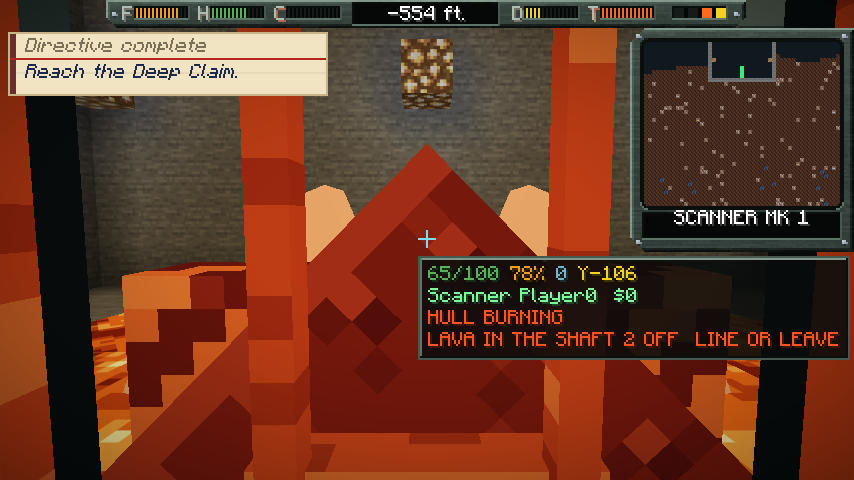 F H C -554 ft. D T
Directive complete
Reach the Deep Claim.
SCANNER MK 1
65/100 78% 0 Y-106
Scanner Player0 $0
HULL BURNING
LAVA IN THE SHAFT 2 OFF LINE OR LEAVE